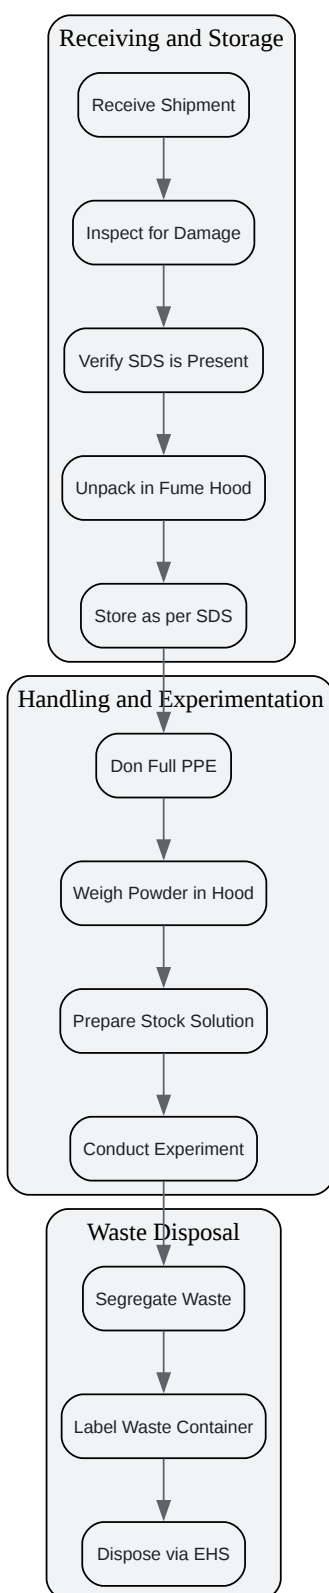 Receiving and Storage
Receive Shipment
Inspect for Damage
Verify SDS is Present
Unpack in Fume Hood
Store as per SDS
Handling and Experimentation
Don Full PPE
Weigh Powder in Hood
Prepare Stock Solution
Conduct Experiment
Waste Disposal
Segregate Waste
Label Waste Container
Dispose via EHS